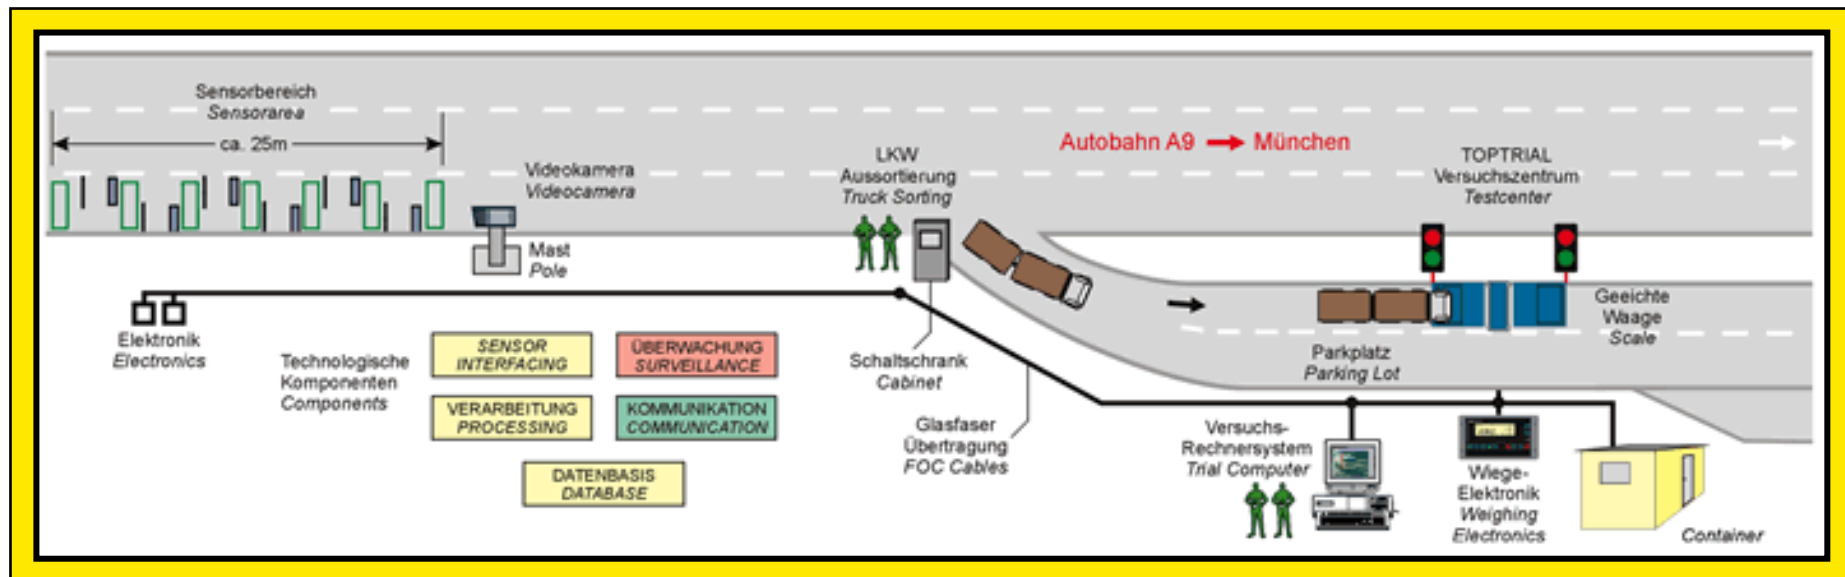 Sensorbereich
Sensorarea
ca. 25m
Videokamera
Videocamera
Mast
Pole
LKW
Aussortierung
Truck Sorting
Autobahn A9 → München
TOPTRIAL
Versuchszentrum
Testcenter
Geeichte
Waage
Scale
Parkplatz
Parking Lot
Elektronik
Electronics
Technologische
Komponenten
Components
SENSOR
INTERFACING
ÜBERWACHUNG
SURVEILLANCE
VERARBEITUNG
PROCESSING
KOMMUNIKATION
COMMUNICATION
DATENBASIS
DATABASE
Schaltschrank
Cabinet
Glasfaser
Übertragung
FOC Cables
Versuchs-
Rechnersystem
Trial Computer
Wiege-
Elektronik
Weighing
Electronics
Container